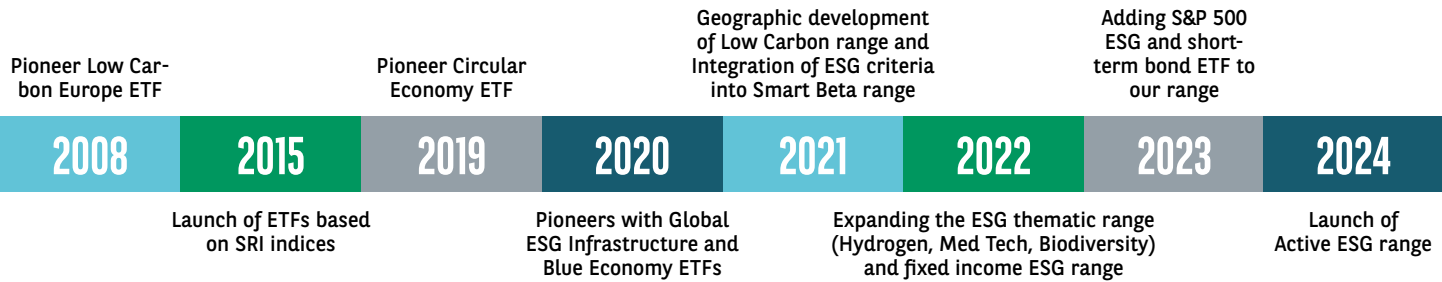 Pioneer Low Car-
bon Europe ETF
Pioneer Circular
Economy ETF
Geographic development
of Low Carbon range and
Integration of ESG criteria
into Smart Beta range
Adding S&P 500
ESG and short-
term bond ETF to
our range
2008
2015
2019
2020
2021
2022
2023
2024
Launch of ETFs based
on SRI indices
Pioneers with Global
ESG Infrastructure and
Blue Economy ETFs
Expanding the ESG thematic range
(Hydrogen, Med Tech, Biodiversity)
and fixed income ESG range
Launch of
Active ESG range